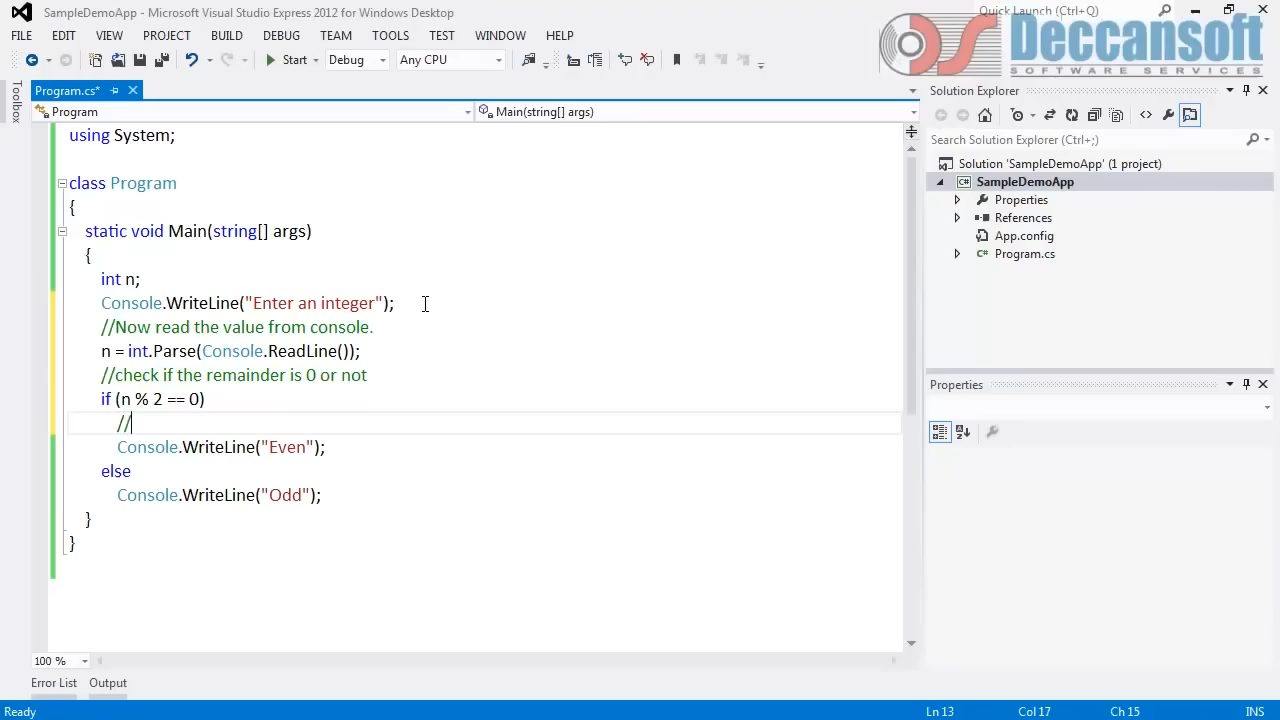 SampleDemoApp - Microsoft Visual Studio Express 2012 for Windows Desktop
Quick Launch (Ctrl+Q)
FILE EDIT VIEW PROJECT BUILD DEBUG TEAM TOOLS TEST WINDOW HELP
Start Debug Any CPU
DS Deccansoft
SOFTWARE SERVICES
Toolbox
Program.cs*
Program Main(string[] args)
using System;
class Program
{
static void Main(string[] args)
{
int n;
Console.WriteLine("Enter an integer");
//Now read the value from console.
n = int.Parse(Console.ReadLine());
//check if the remainder is 0 or not
if (n % 2 == 0)
//
Console.WriteLine("Even");
else
Console.WriteLine("Odd");
}
}
100 %
Error List Output
Solution Explorer
Search Solution Explorer (Ctrl+;)
Solution 'SampleDemoApp' (1 project)
SampleDemoApp
Properties
References
App.config
Program.cs
Properties
Ready Ln 13 Col 17 Ch 15 INS